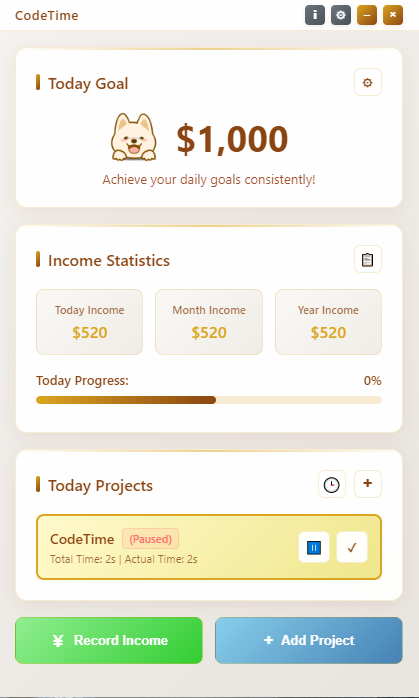 CodeTime
Today Goal
$1,000
Achieve your daily goals consistently!
Income Statistics
Today Income
Month Income
Year Income
$520
$520
$520
Today Progress:
0%
Today Projects
+
CodeTime (Paused)
Total Time: 2s | Actual Time: 2s
¥ Record Income
+ Add Project